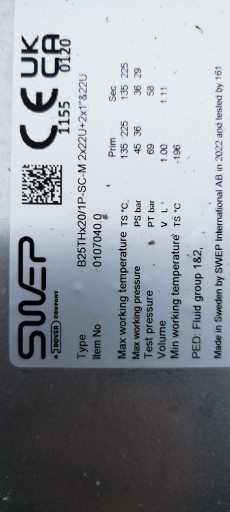 SWEP
A DOVER COMPANY
CE UK CA
1155 0120
Type B25THx20/1P-SC-M 2x22U+2x1"&22U
Item No 0107040.0
Prim Sec
Max working temperature TS °C, 135 225 135 225
Max working pressure PS bar 45 36 36 29
Test pressure PT bar 69 58
Volume V L 1.00 1.11
Min working temperature TS °C -196
PED: Fluid group 1&2,
Made in Sweden by SWEP International AB in 2022 and tested by 161